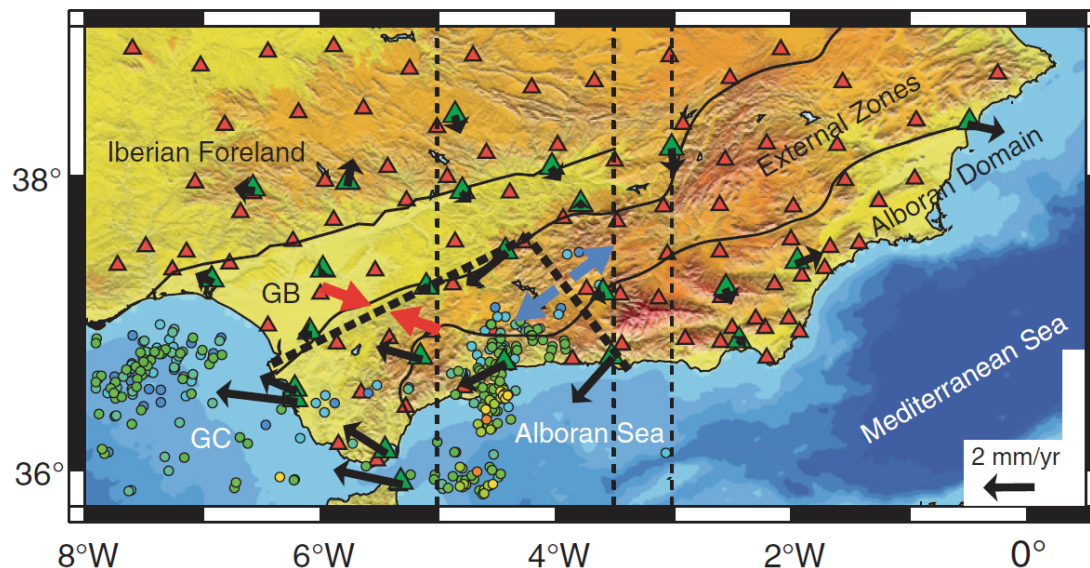 Iberian Foreland
External Zones
Alboran Domain
38°
GB
GC
Alboran Sea
Mediterranean Sea
2 mm/yr
36°
8°W
6°W
4°W
2°W
0°